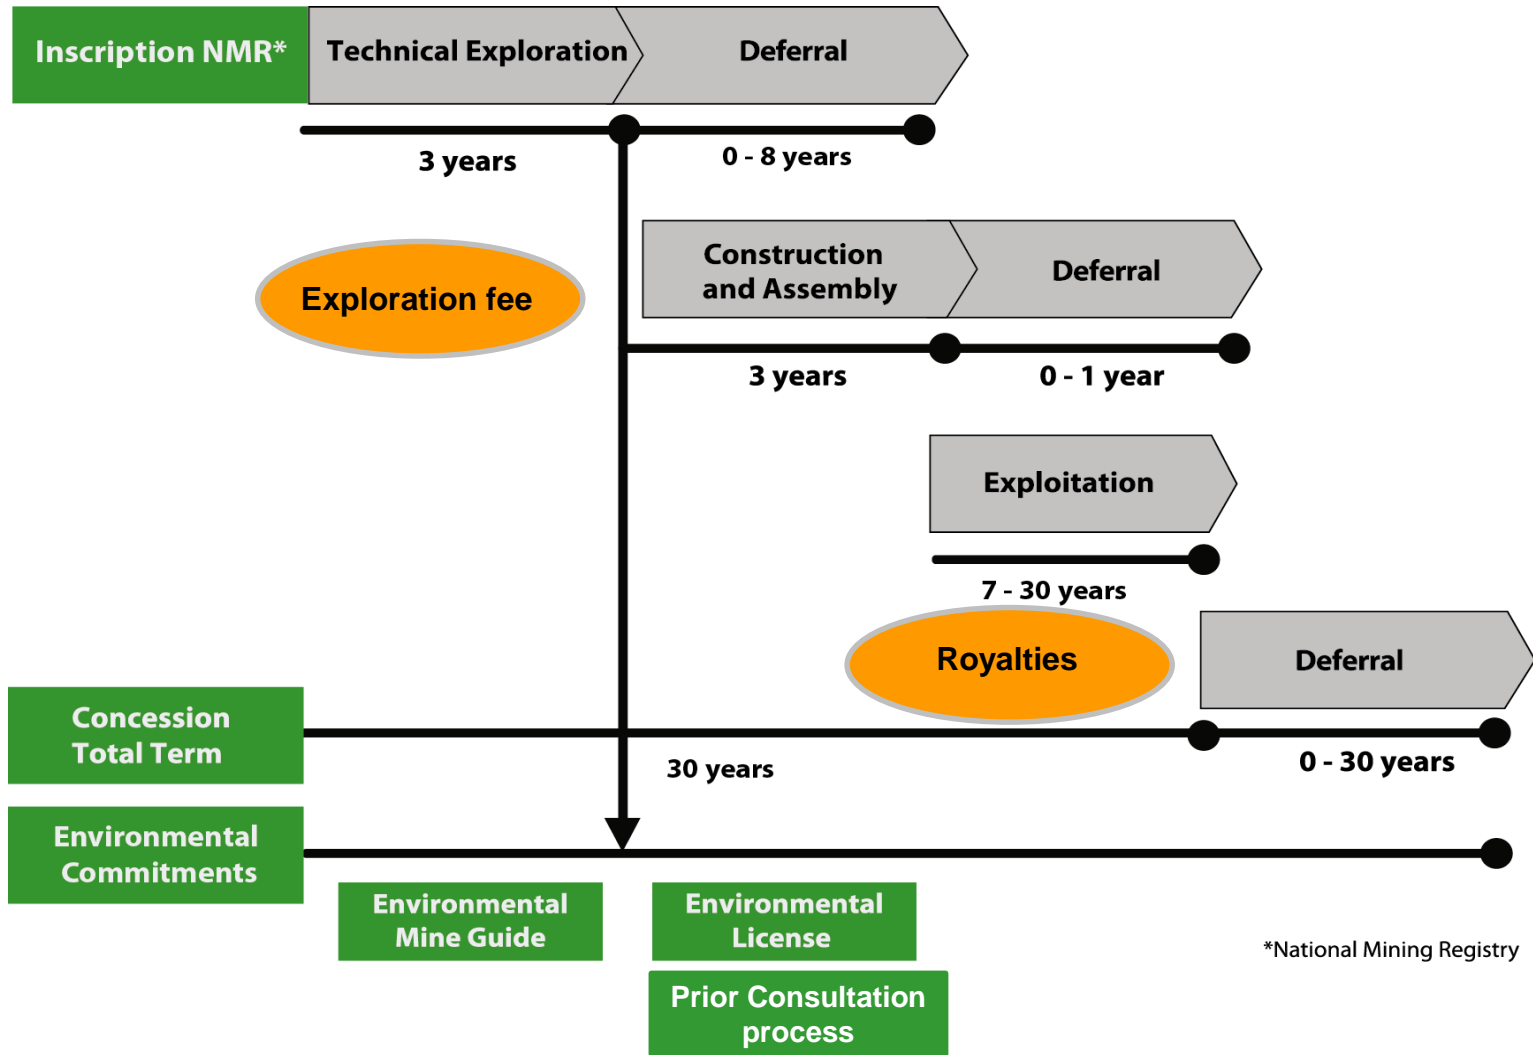 Inscription NMR*
Technical Exploration
Deferral
3 years
0 - 8 years
Construction
and Assembly
Deferral
Exploration fee
3 years
0 - 1 year
Exploitation
7 - 30 years
Royalties
Deferral
Concession
Total Term
30 years
0 - 30 years
Environmental
Commitments
Environmental
Mine Guide
Environmental
License
*National Mining Registry
Prior Consultation
process